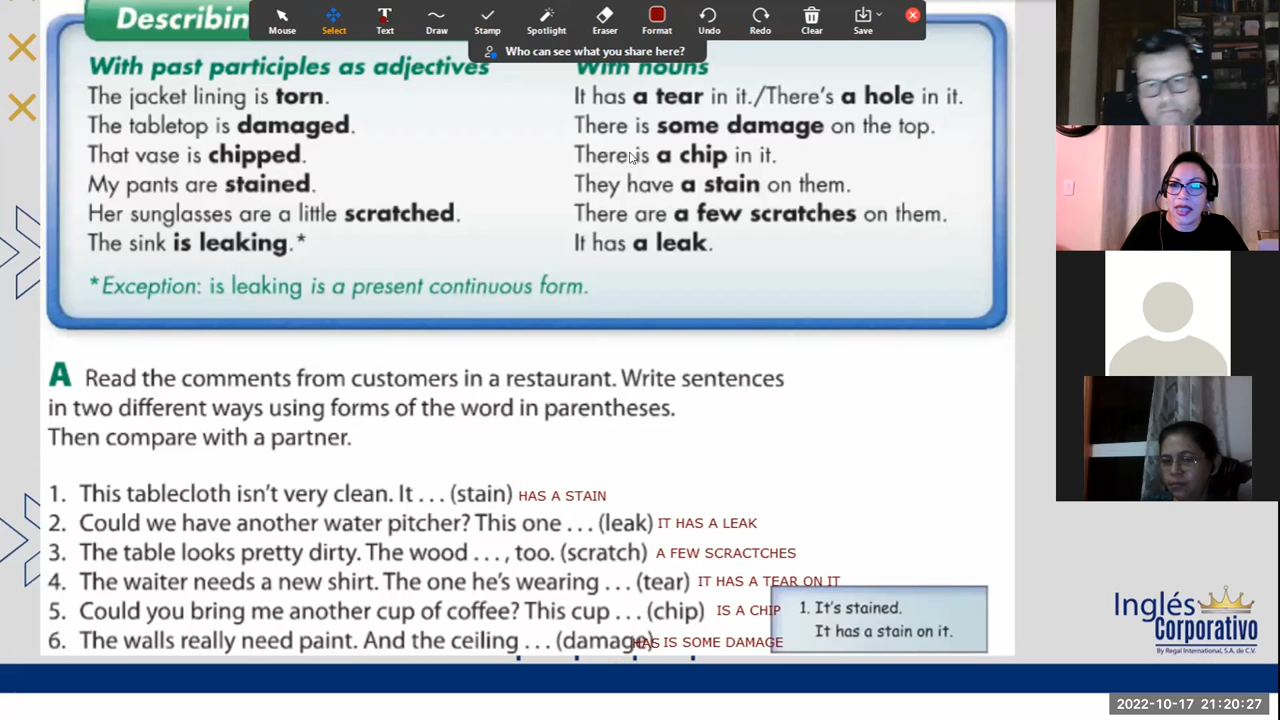 Describin
Mouse Select Text Draw Stamp Spotlight Eraser Format Undo Redo Clear Save
Who can see what you share here?
With past participles as adjectives
The jacket lining is torn.
The tabletop is damaged.
That vase is chipped.
My pants are stained.
Her sunglasses are a little scratched.
The sink is leaking.*
With nouns
It has a tear in it./There's a hole in it.
There is some damage on the top.
There is a chip in it.
They have a stain on them.
There are a few scratches on them.
It has a leak.
*Exception: is leaking is a present continuous form.
A Read the comments from customers in a restaurant. Write sentences
in two different ways using forms of the word in parentheses.
Then compare with a partner.
1. This tablecloth isn't very clean. It . . . (stain) HAS A STAIN
2. Could we have another water pitcher? This one . . . (leak) IT HAS A LEAK
3. The table looks pretty dirty. The wood . . . , too. (scratch) A FEW SCRACTCHES
4. The waiter needs a new shirt. The one he's wearing . . . (tear) IT HAS A TEAR ON IT
5. Could you bring me another cup of coffee? This cup . . . (chip) IS A CHIP
6. The walls really need paint. And the ceiling . . . (damage) HAS IS SOME DAMAGE
1. It's stained.
It has a stain on it.
Inglés
Corporativo
By Regal International, S.A. de C.V.
2022-10-17 21:20:27